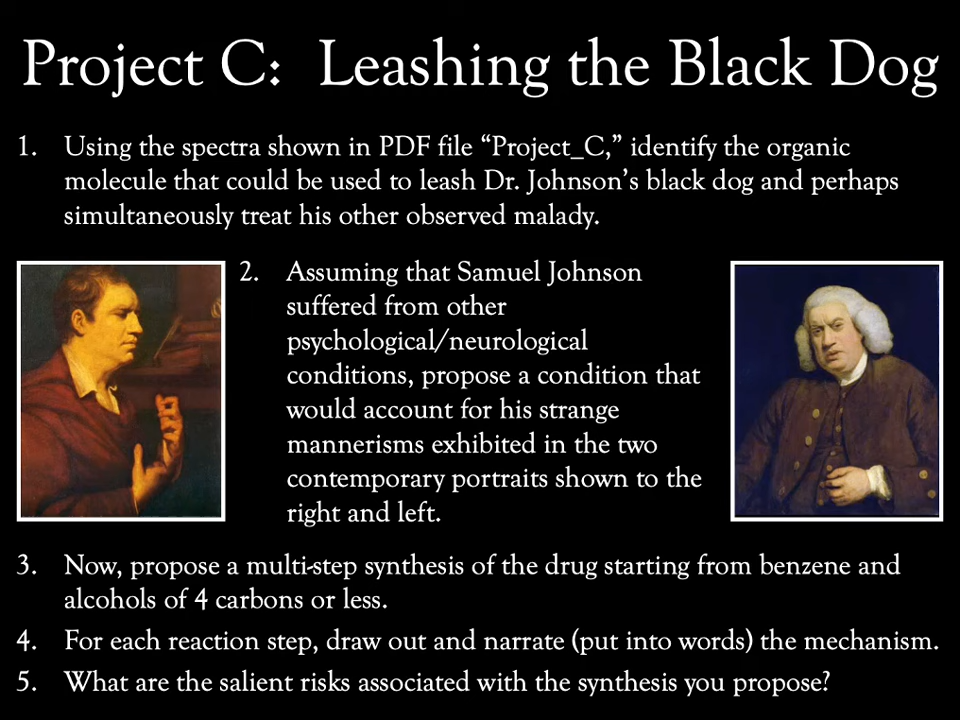 Project C: Leashing the Black Dog
1. Using the spectra shown in PDF file “Project_C,” identify the organic
molecule that could be used to leash Dr. Johnson’s black dog and perhaps
simultaneously treat his other observed malady.
2. Assuming that Samuel Johnson
suffered from other
psychological/neurological
conditions, propose a condition that
would account for his strange
mannerisms exhibited in the two
contemporary portraits shown to the
right and left.
3. Now, propose a multi-step synthesis of the drug starting from benzene and
alcohols of 4 carbons or less.
4. For each reaction step, draw out and narrate (put into words) the mechanism.
5. What are the salient risks associated with the synthesis you propose?